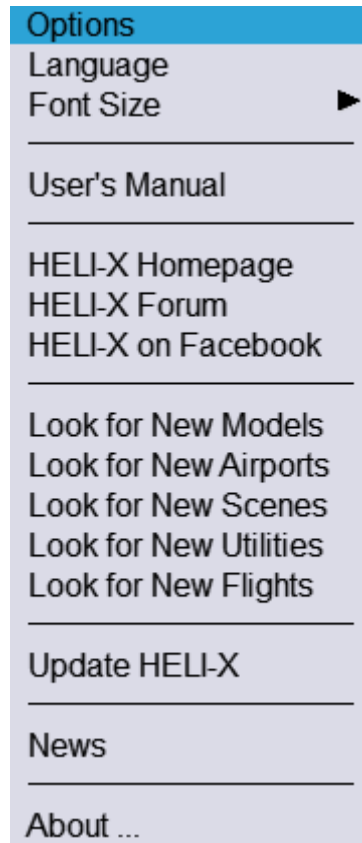 Options
Language
Font Size
User's Manual
HELI-X Homepage
HELI-X Forum
HELI-X on Facebook
Look for New Models
Look for New Airports
Look for New Scenes
Look for New Utilities
Look for New Flights
Update HELI-X
News
About ...